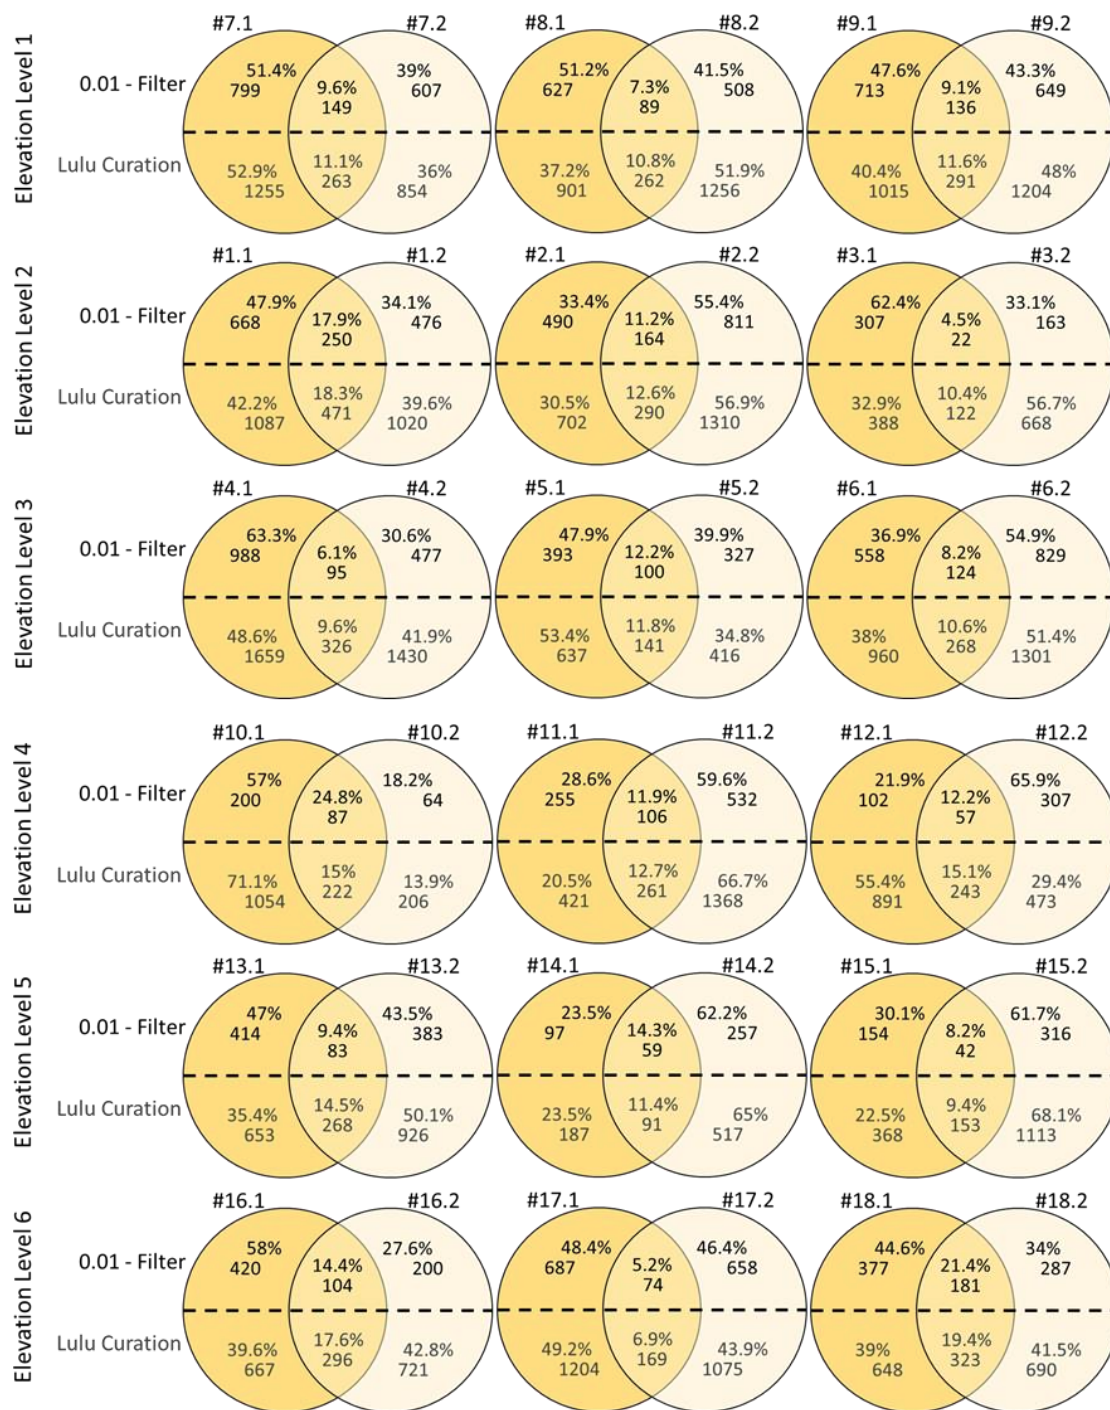 Elevation Level 1
#7.1 #7.2 #8.1 #8.2 #9.1 #9.2
0.01 - Filter
51.4% 9.6% 39% 51.2% 7.3% 41.5% 47.6% 9.1% 43.3%
799 149 607 627 89 508 713 136 649
Lulu Curation
52.9% 11.1% 36% 37.2% 10.8% 51.9% 40.4% 11.6% 48%
1255 263 854 901 262 1256 1015 291 1204
Elevation Level 2
#1.1 #1.2 #2.1 #2.2 #3.1 #3.2
0.01 - Filter
47.9% 17.9% 34.1% 33.4% 11.2% 55.4% 62.4% 4.5% 33.1%
668 250 476 490 164 811 307 22 163
Lulu Curation
42.2% 18.3% 39.6% 30.5% 12.6% 56.9% 32.9% 10.4% 56.7%
1087 471 1020 702 290 1310 388 122 668
Elevation Level 3
#4.1 #4.2 #5.1 #5.2 #6.1 #6.2
0.01 - Filter
63.3% 6.1% 30.6% 47.9% 12.2% 39.9% 36.9% 8.2% 54.9%
988 95 477 393 100 327 558 124 829
Lulu Curation
48.6% 9.6% 41.9% 53.4% 11.8% 34.8% 38% 10.6% 51.4%
1659 326 1430 637 141 416 960 268 1301
Elevation Level 4
#10.1 #10.2 #11.1 #11.2 #12.1 #12.2
0.01 - Filter
57% 24.8% 18.2% 28.6% 11.9% 59.6% 21.9% 12.2% 65.9%
200 87 64 255 106 532 102 57 307
Lulu Curation
71.1% 15% 13.9% 20.5% 12.7% 66.7% 55.4% 15.1% 29.4%
1054 222 206 421 261 1368 891 243 473
Elevation Level 5
#13.1 #13.2 #14.1 #14.2 #15.1 #15.2
0.01 - Filter
47% 9.4% 43.5% 23.5% 14.3% 62.2% 30.1% 8.2% 61.7%
414 83 383 97 59 257 154 42 316
Lulu Curation
35.4% 14.5% 50.1% 23.5% 11.4% 65% 22.5% 9.4% 68.1%
653 268 926 187 91 517 368 153 1113
Elevation Level 6
#16.1 #16.2 #17.1 #17.2 #18.1 #18.2
0.01 - Filter
58% 14.4% 27.6% 48.4% 5.2% 46.4% 44.6% 21.4% 34%
420 104 200 687 74 658 377 181 287
Lulu Curation
39.6% 17.6% 42.8% 49.2% 6.9% 43.9% 39% 19.4% 41.5%
667 296 721 1204 169 1075 648 323 690